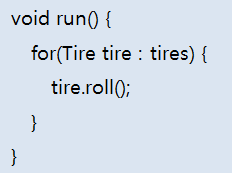 void run() {
    for(Tire tire : tires) {
        tire.roll();
    }
}